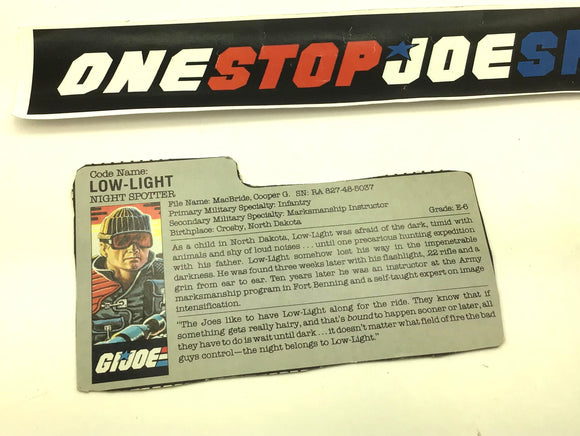 ONESTOP★JOES
Code Name:
LOW-LIGHT
NIGHT SPOTTER
File Name: MacBride, Cooper G. SN: RA 827-48-5037
Primary Military Specialty: Infantry
Secondary Military Specialty: Marksmanship Instructor
Birthplace: Crosby, North Dakota Grade: E-6
As a child in North Dakota, Low-Light was afraid of the dark, timid with
animals and shy of loud noises . . . until one precarious hunting expedition
with his father. Low-Light somehow lost his way in the impenetrable
darkness. He was found three weeks later with his flashlight, .22 rifle and a
grin from ear to ear. Ten years later he was an instructor at the Army
marksmanship program in Fort Benning and a self-taught expert on image
intensification.
"The Joes like to have Low-Light along for the ride. They know that if
something gets really hairy, and that's bound to happen sooner or later, all
they have to do is wait until dark . . . it doesn't matter what field of fire the bad
guys control—the night belongs to Low-Light."
GI JOE